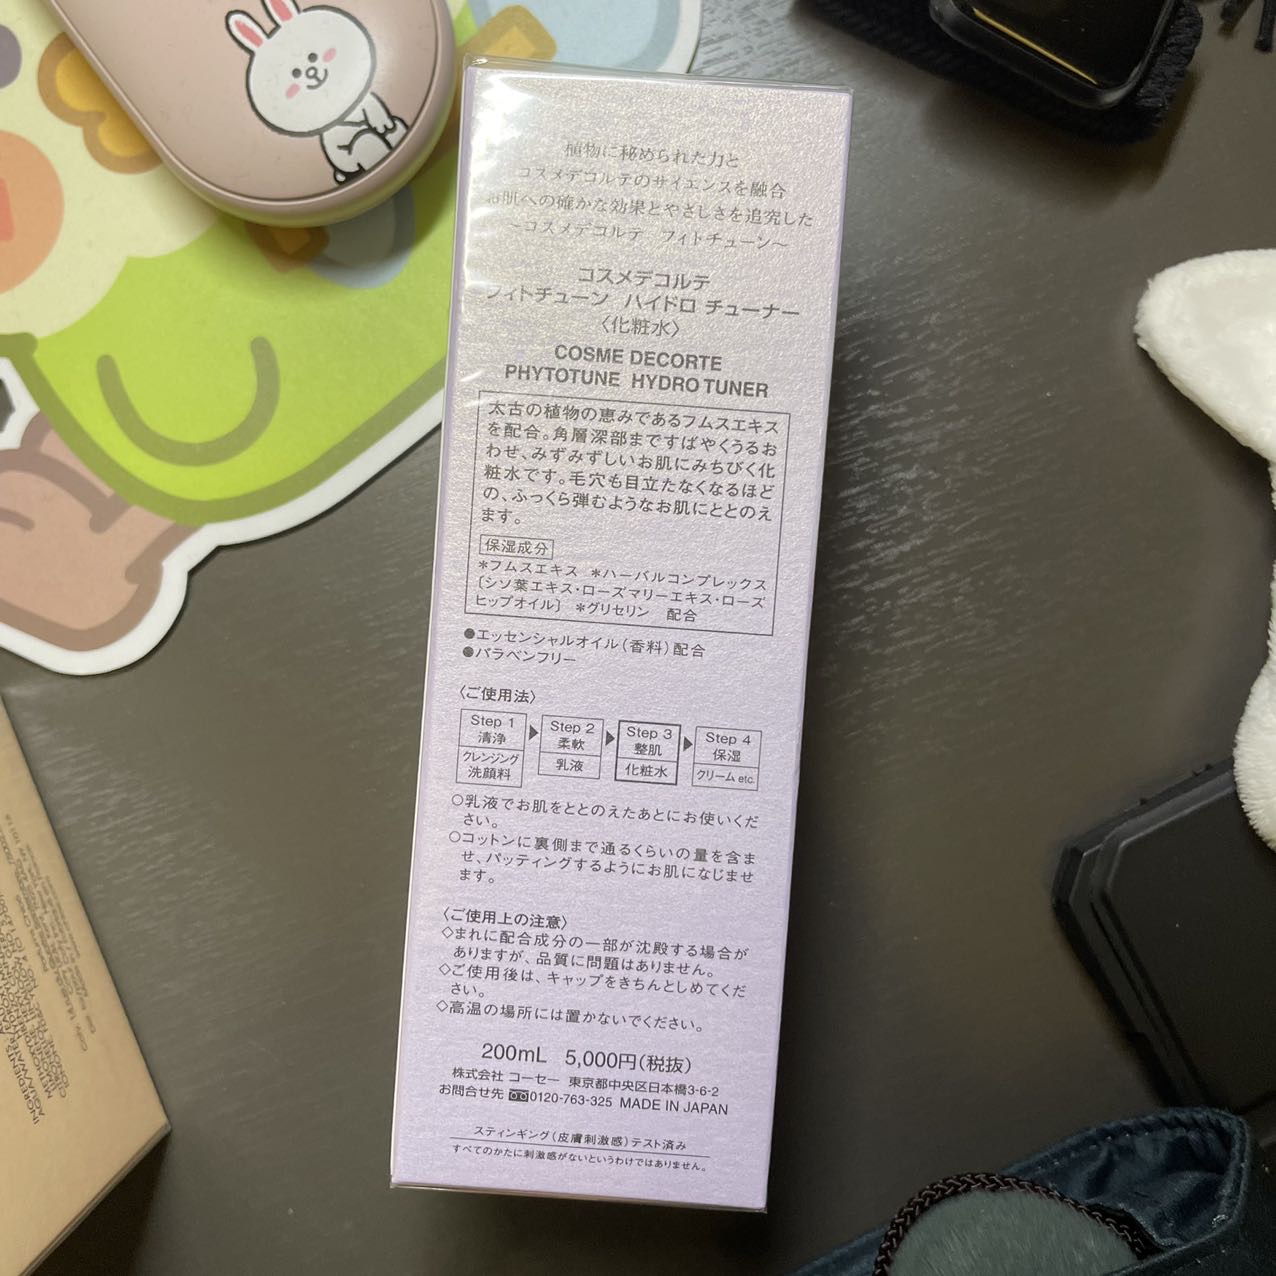 植物に秘められた力と
コスメデコルテのサイエンスを融合
お肌への確かな効果とやさしさを追究した
~コスメデコルテ フィトチューン~
コスメデコルテ
フィトチューン ハイドロ チューナー
〈化粧水〉
COSME DECORTE
PHYTOTUNE HYDRO TUNER
太古の植物の恵みであるフムスエキス
を配合。角層深部まですばやくうるお
わせ、みずみずしいお肌にみちびく化
粧水です。毛穴も目立たなくなるほど
の、ふっくら弾むようなお肌にととのえ
ます。
保湿成分
*フムスエキス *ハーバルコンプレックス
〔シソ葉エキス・ローズマリーエキス・ローズ
ヒップオイル〕 *グリセリン 配合
●エッセンシャルオイル(香料)配合
●パラベンフリー
〈ご使用法〉
Step 1 Step 2 Step 3 Step 4
清浄 柔軟 整肌 保湿
クレンジング 乳液 化粧水 クリーム etc.
洗顔料
○乳液でお肌をととのえたあとにお使いくだ
さい。
○コットンに裏側まで通るくらいの量を含ま
せ、パッティングするようにお肌になじませ
ます。
〈ご使用上の注意〉
◇まれに配合成分の一部が沈殿する場合が
ありますが、品質に問題はありません。
◇ご使用後は、キャップをきちんとしめてくだ
さい。
◇高温の場所には置かないでください。
200mL 5,000円(税抜)
株式会社 コーセー 東京都中央区日本橋3-6-2
お問合せ先 0120-763-325 MADE IN JAPAN
スティンギング(皮膚刺激感)テスト済み
すべてのかたに刺激感がないというわけではありません。